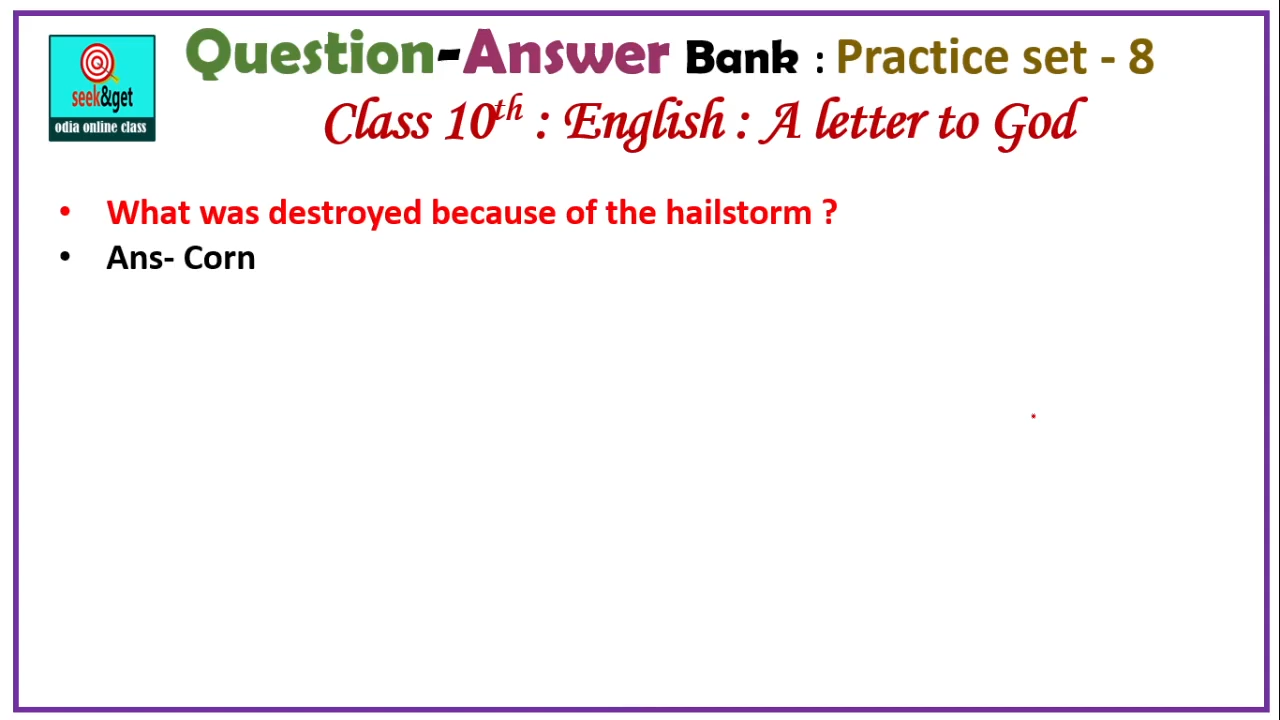 Question-Answer Bank : Practice set - 8
Class 10th : English : A letter to God
seek&get
odia online class
• What was destroyed because of the hailstorm ?
• Ans- Corn